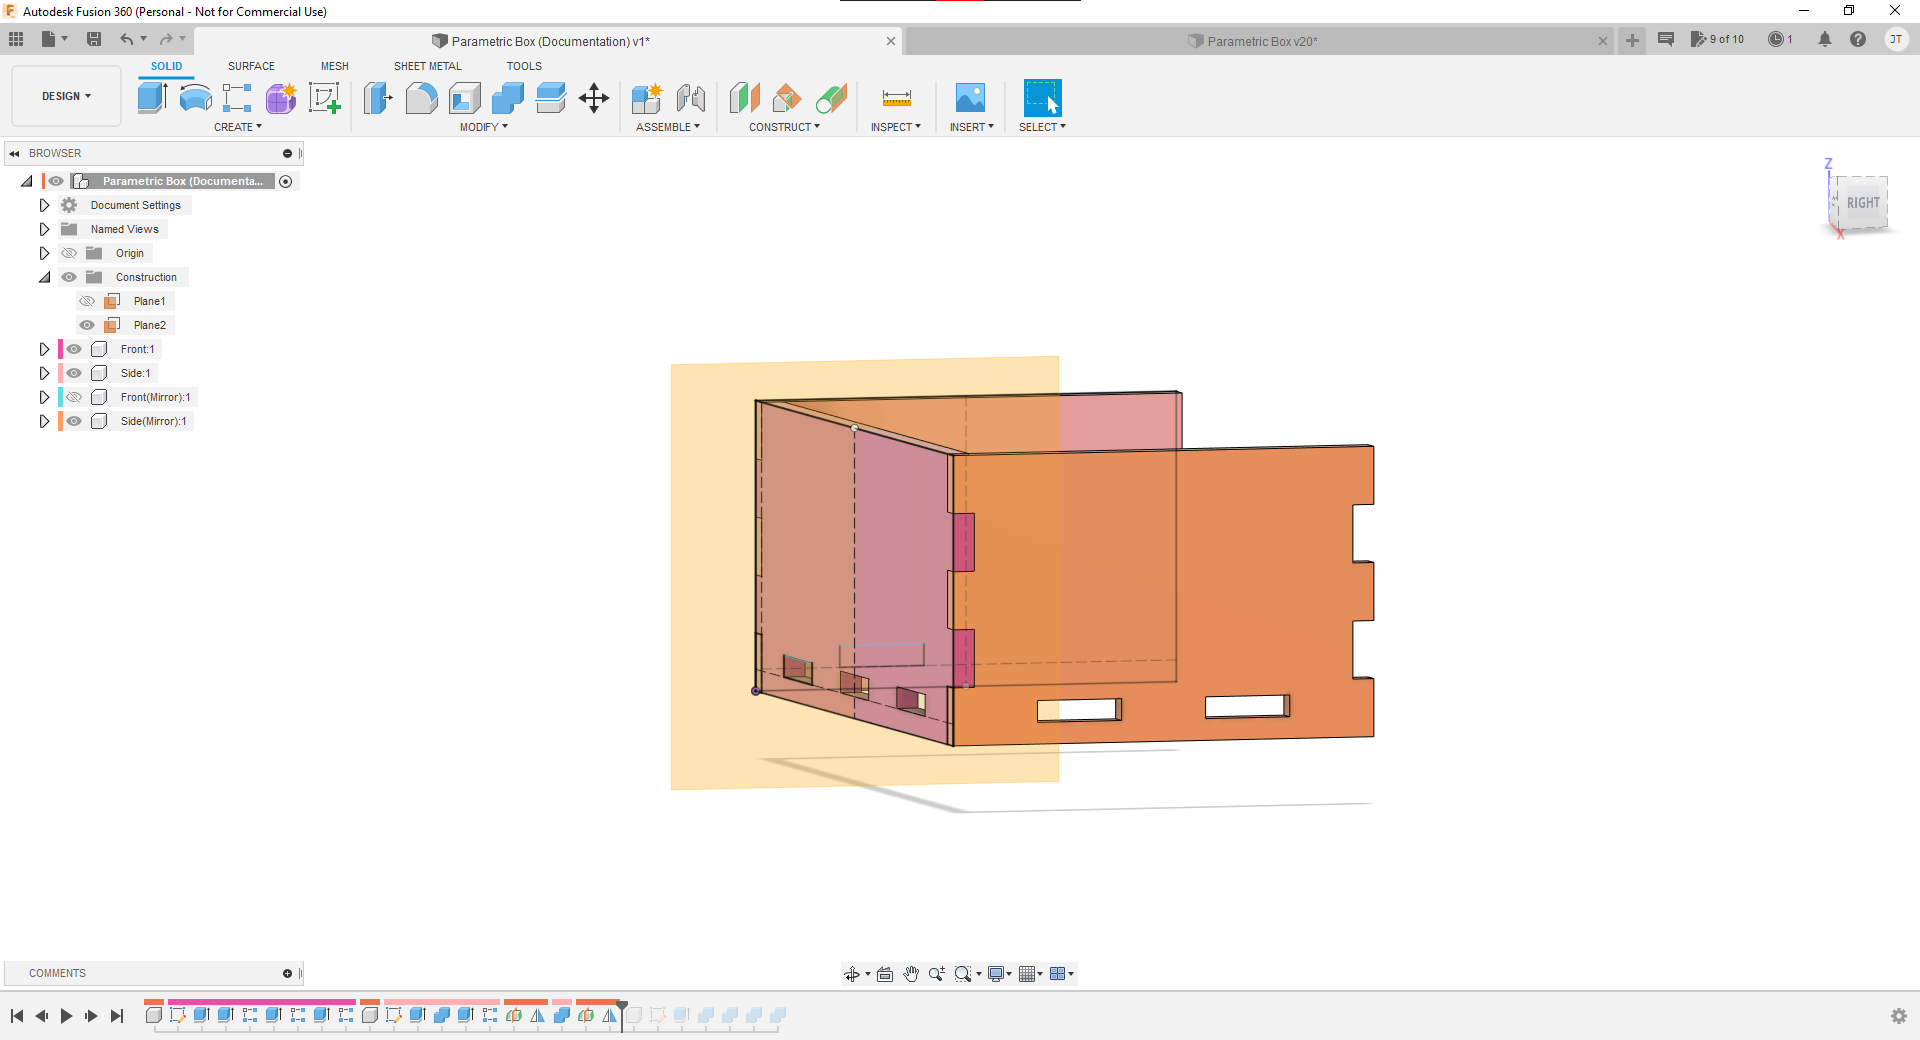 Autodesk Fusion 360 (Personal - Not for Commercial Use)
Parametric Box (Documentation) v1*
Parametric Box v20*
9 of 10
1
JT
DESIGN
SOLID
SURFACE
MESH
SHEET METAL
TOOLS
CREATE
MODIFY
ASSEMBLE
CONSTRUCT
INSPECT
INSERT
SELECT
BROWSER
Parametric Box (Documenta...
Document Settings
Named Views
Origin
Construction
Plane1
Plane2
Front:1
Side:1
Front(Mirror):1
Side(Mirror):1
Z
RIGHT
X
COMMENTS